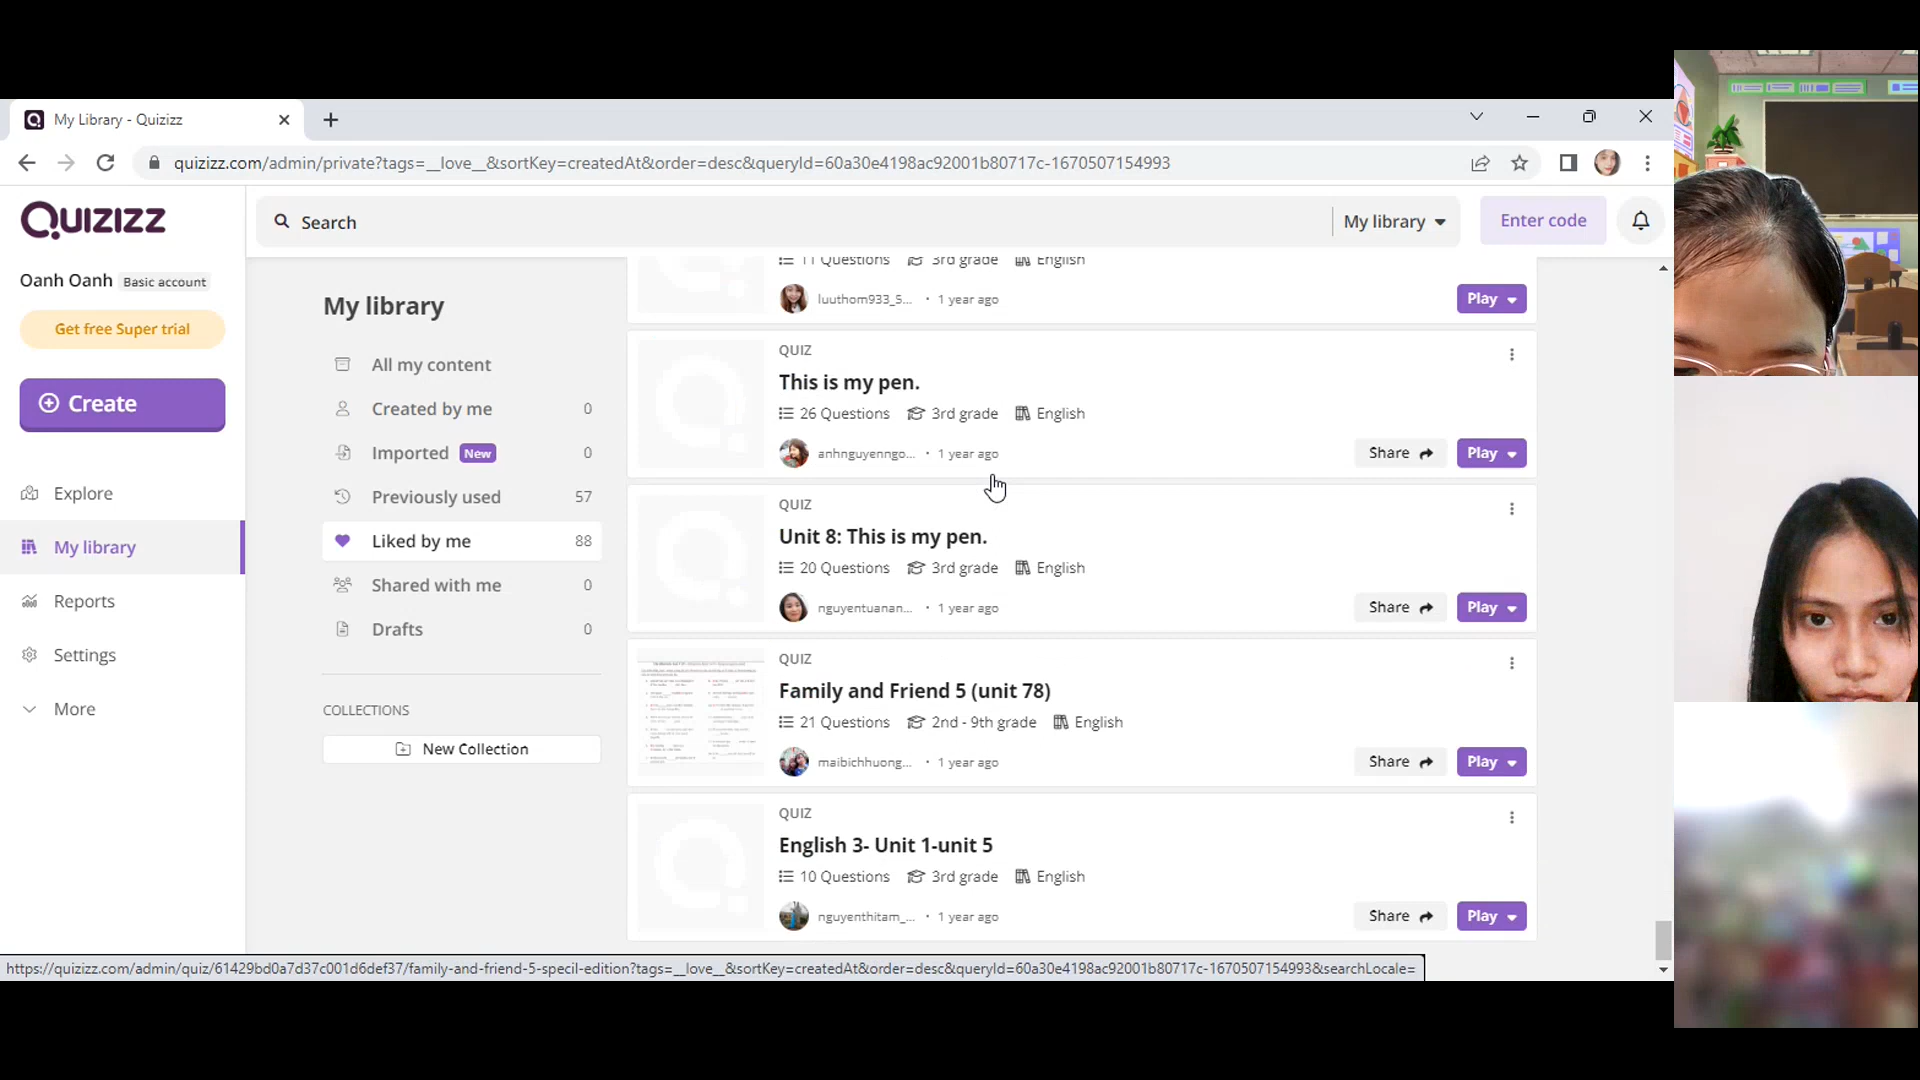 My Library - Quizizz
quizizz.com/admin/private?tags=__love__&sortKey=createdAt&order=desc&queryId=60a30e4198ac92001b80717c-1670507154993
QUIZIZZ
Search
My library
Enter code
Oanh Oanh Basic account
Get free Super trial
Create
Explore
My library
Reports
Settings
More
My library
All my content
Created by me 0
Imported New 0
Previously used 57
Liked by me 88
Shared with me 0
Drafts 0
COLLECTIONS
New Collection
11 Questions 3rd grade English
luuthom933_5... • 1 year ago
Play
QUIZ
This is my pen.
26 Questions 3rd grade English
anhnguyenngo... • 1 year ago
Share Play
QUIZ
Unit 8: This is my pen.
20 Questions 3rd grade English
nguyentuanan... • 1 year ago
Share Play
QUIZ
Family and Friend 5 (unit 78)
21 Questions 2nd - 9th grade English
maibichhuong... • 1 year ago
Share Play
QUIZ
English 3- Unit 1-unit 5
10 Questions 3rd grade English
nguyenthitam_... • 1 year ago
Share Play
https://quizizz.com/admin/quiz/61429bd0a7d37c001d6def37/family-and-friend-5-specil-edition?tags=__love__&sortKey=createdAt&order=desc&queryId=60a30e4198ac92001b80717c-1670507154993&searchLocale=